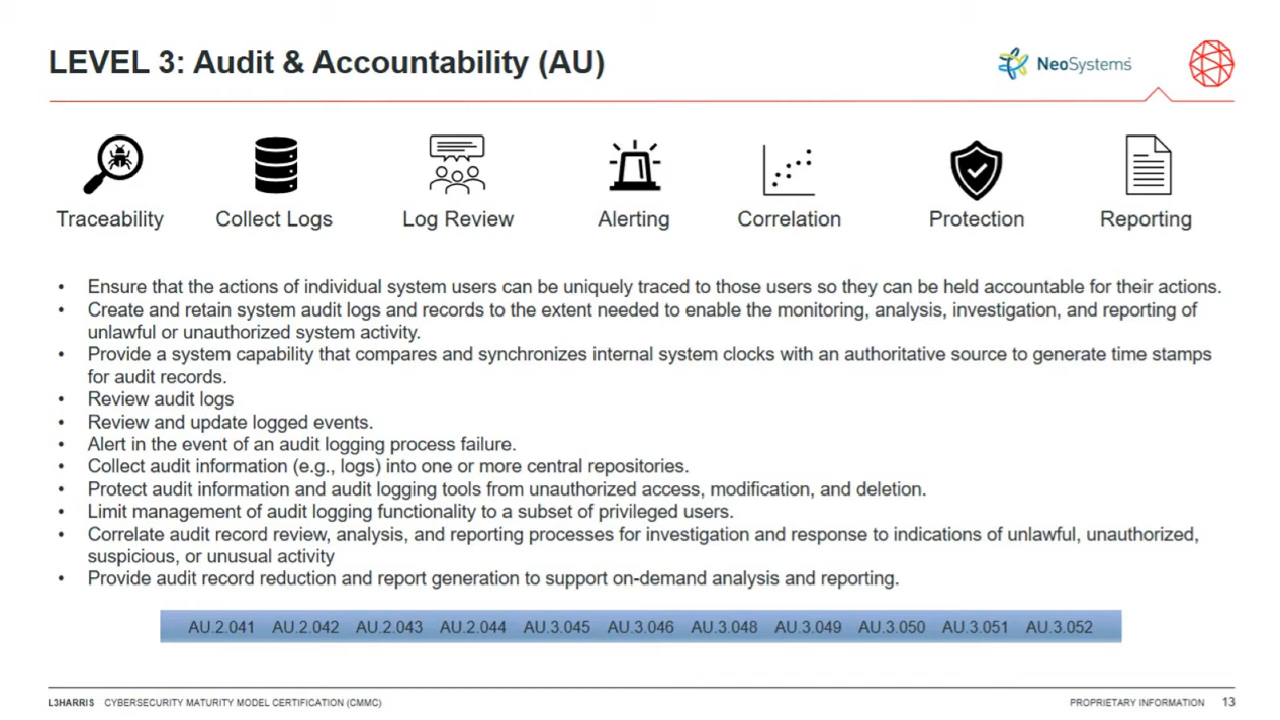 LEVEL 3: Audit & Accountability (AU)
NeoSystems
Traceability
Collect Logs
Log Review
Alerting
Correlation
Protection
Reporting
• Ensure that the actions of individual system users can be uniquely traced to those users so they can be held accountable for their actions.
• Create and retain system audit logs and records to the extent needed to enable the monitoring, analysis, investigation, and reporting of
unlawful or unauthorized system activity.
• Provide a system capability that compares and synchronizes internal system clocks with an authoritative source to generate time stamps
for audit records.
• Review audit logs
• Review and update logged events.
• Alert in the event of an audit logging process failure.
• Collect audit information (e.g., logs) into one or more central repositories.
• Protect audit information and audit logging tools from unauthorized access, modification, and deletion.
• Limit management of audit logging functionality to a subset of privileged users.
• Correlate audit record review, analysis, and reporting processes for investigation and response to indications of unlawful, unauthorized,
suspicious, or unusual activity
• Provide audit record reduction and report generation to support on-demand analysis and reporting.
AU.2.041 AU.2.042 AU.2.043 AU.2.044 AU.3.045 AU.3.046 AU.3.048 AU.3.049 AU.3.050 AU.3.051 AU.3.052
L3HARRIS CYBERSECURITY MATURITY MODEL CERTIFICATION (CMMC)
PROPRIETARY INFORMATION 13